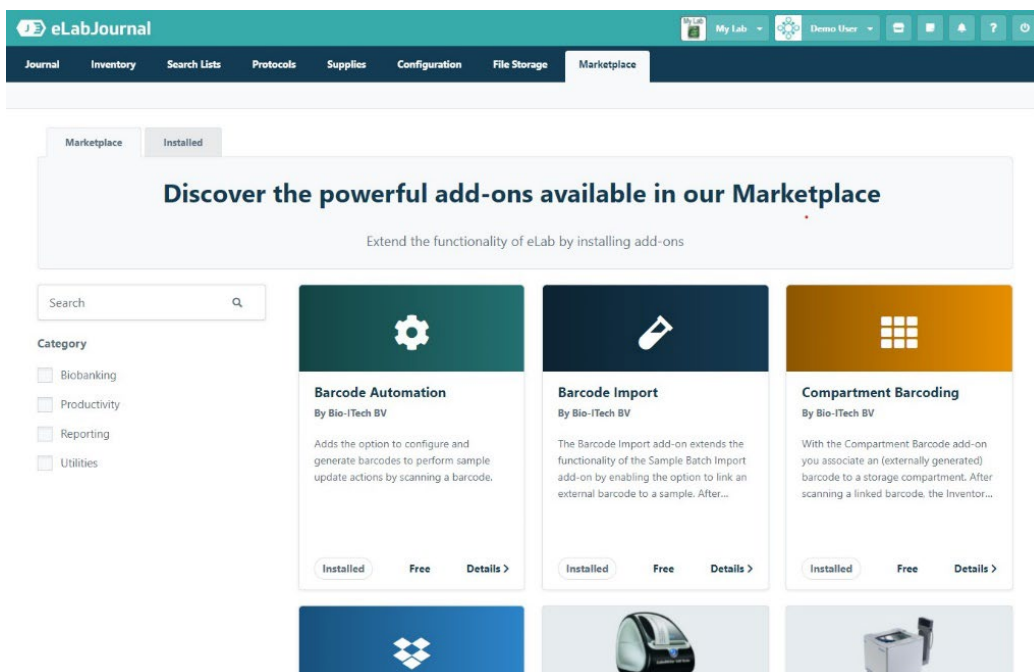 eLabJournal
My Lab
My Lab
Demo User
?
Journal Inventory Search Lists Protocols Supplies Configuration File Storage Marketplace
Marketplace Installed
Discover the powerful add-ons available in our Marketplace
Extend the functionality of eLab by installing add-ons
Search
Category
Biobanking
Productivity
Reporting
Utilities
Barcode Automation
By Bio-ITech BV
Adds the option to configure and
generate barcodes to perform sample
update actions by scanning a barcode.
Installed Free Details >
Barcode Import
By Bio-ITech BV
The Barcode Import add-on extends the
functionality of the Sample Batch Import
add-on by enabling the option to link an
external barcode to a sample. After...
Installed Free Details >
Compartment Barcoding
By Bio-ITech BV
With the Compartment Barcode add-on
you associate an (externally generated)
barcode to a storage compartment. After
scanning a linked barcode, the Inventor...
Installed Free Details >